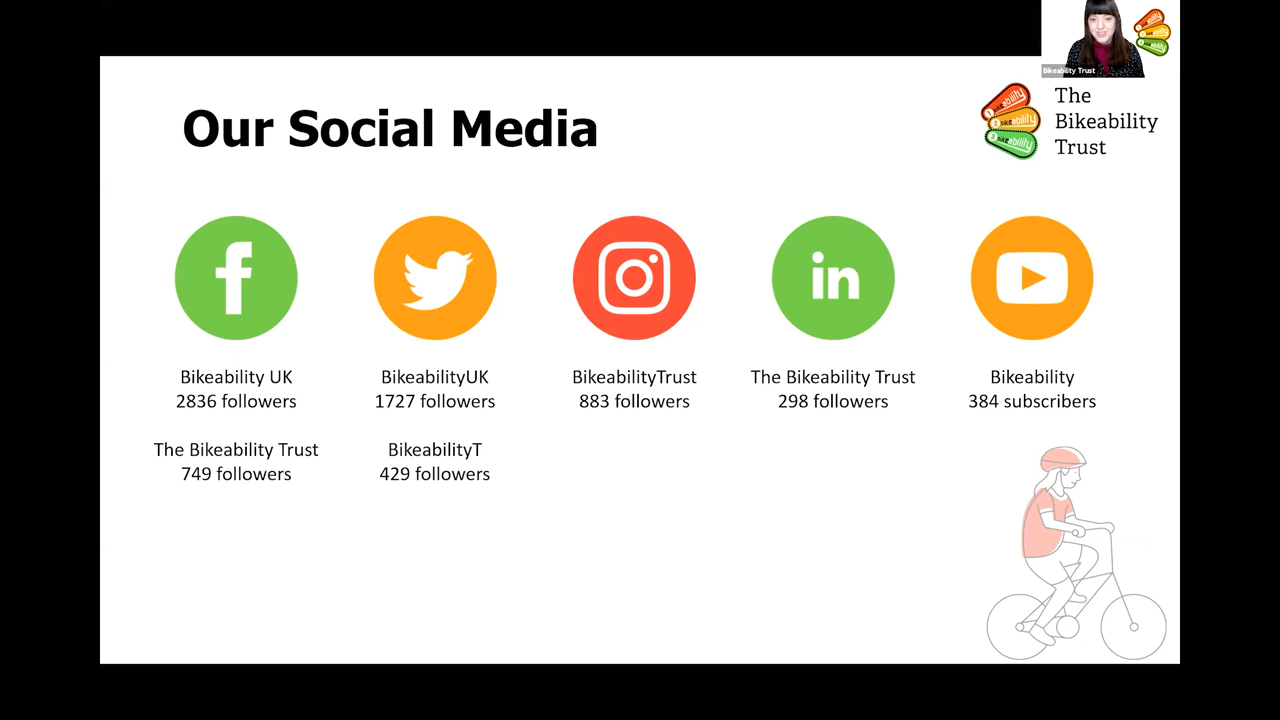 Bikeability Trust
The
Bikeability
Trust
Our Social Media
Bikeability UK
2836 followers
BikeabilityUK
1727 followers
BikeabilityTrust
883 followers
The Bikeability Trust
298 followers
Bikeability
384 subscribers
The Bikeability Trust
749 followers
BikeabilityT
429 followers